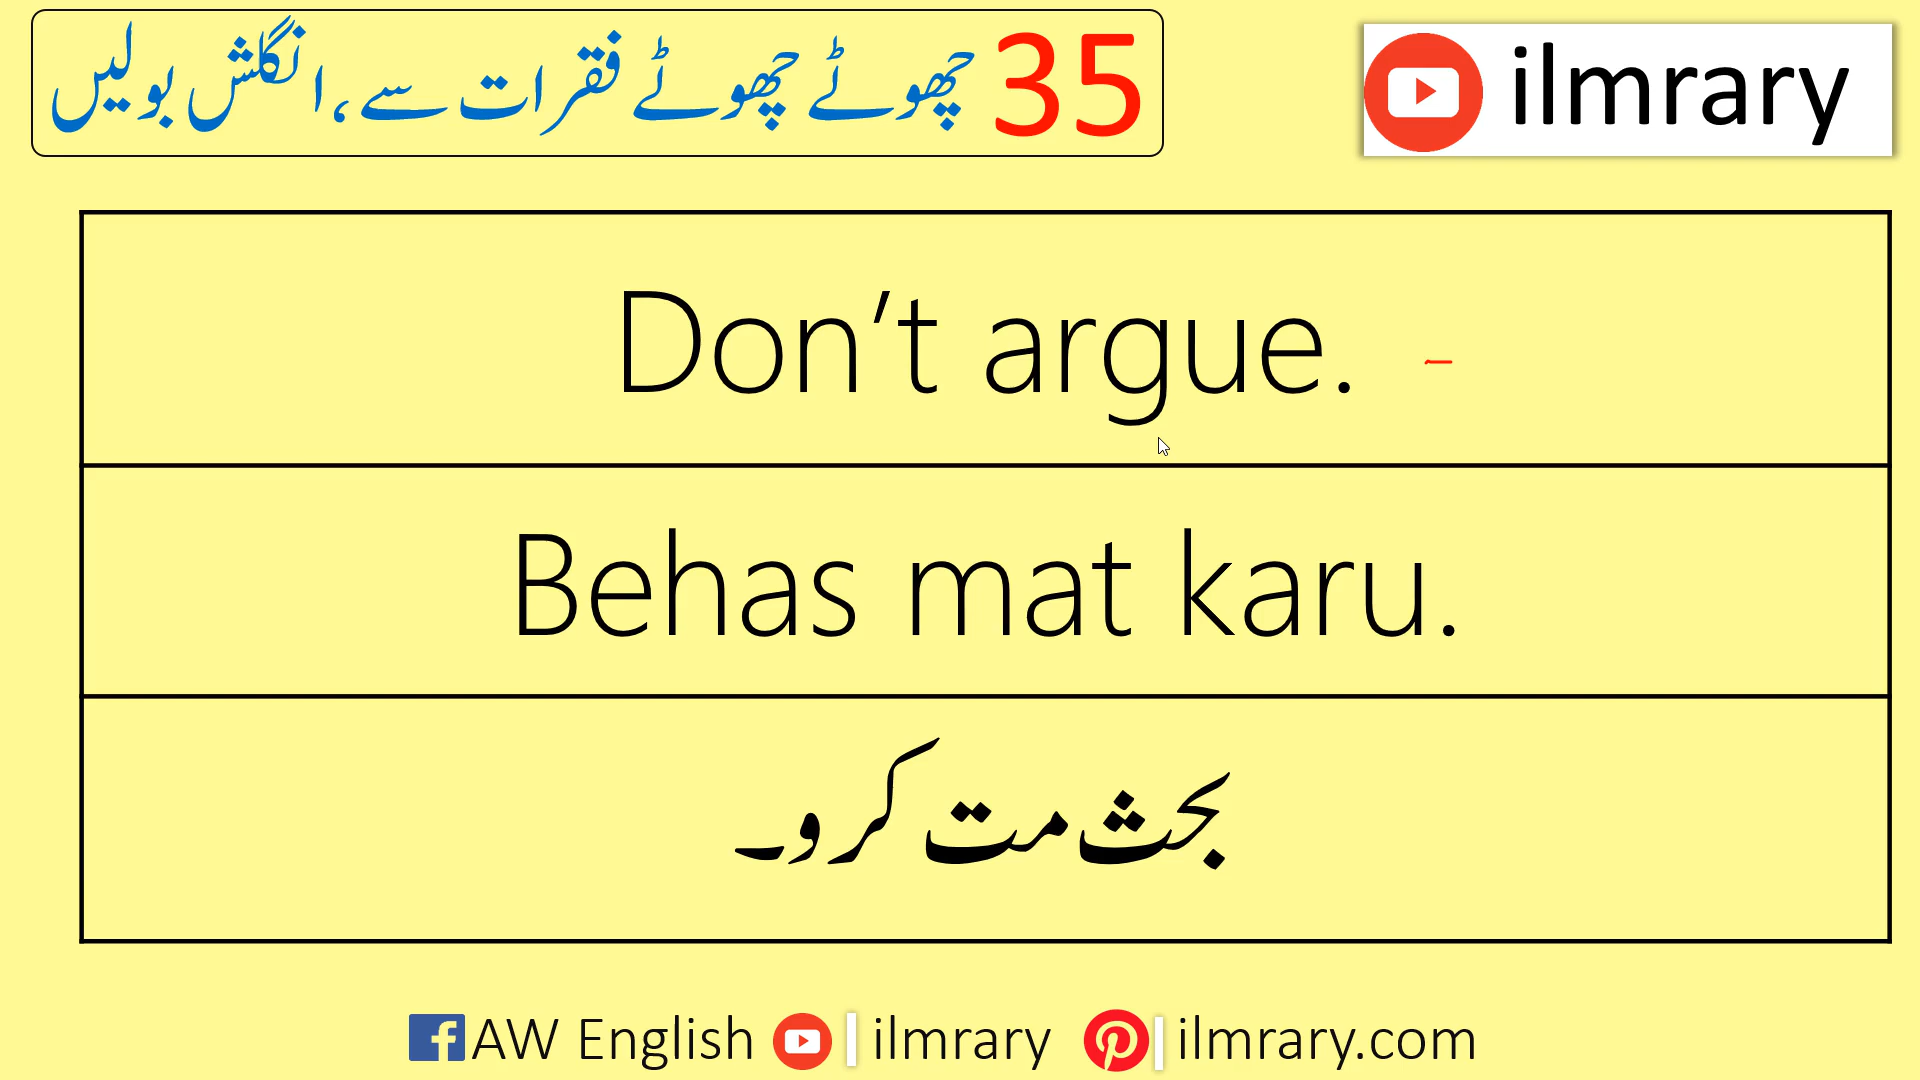 35 چھوٹے چھوٹے فقرات سے، انگلش بولیں
ilmrary
Don't argue.
Behas mat karu.
بحث مت کرو۔
AW English | ilmrary | ilmrary.com